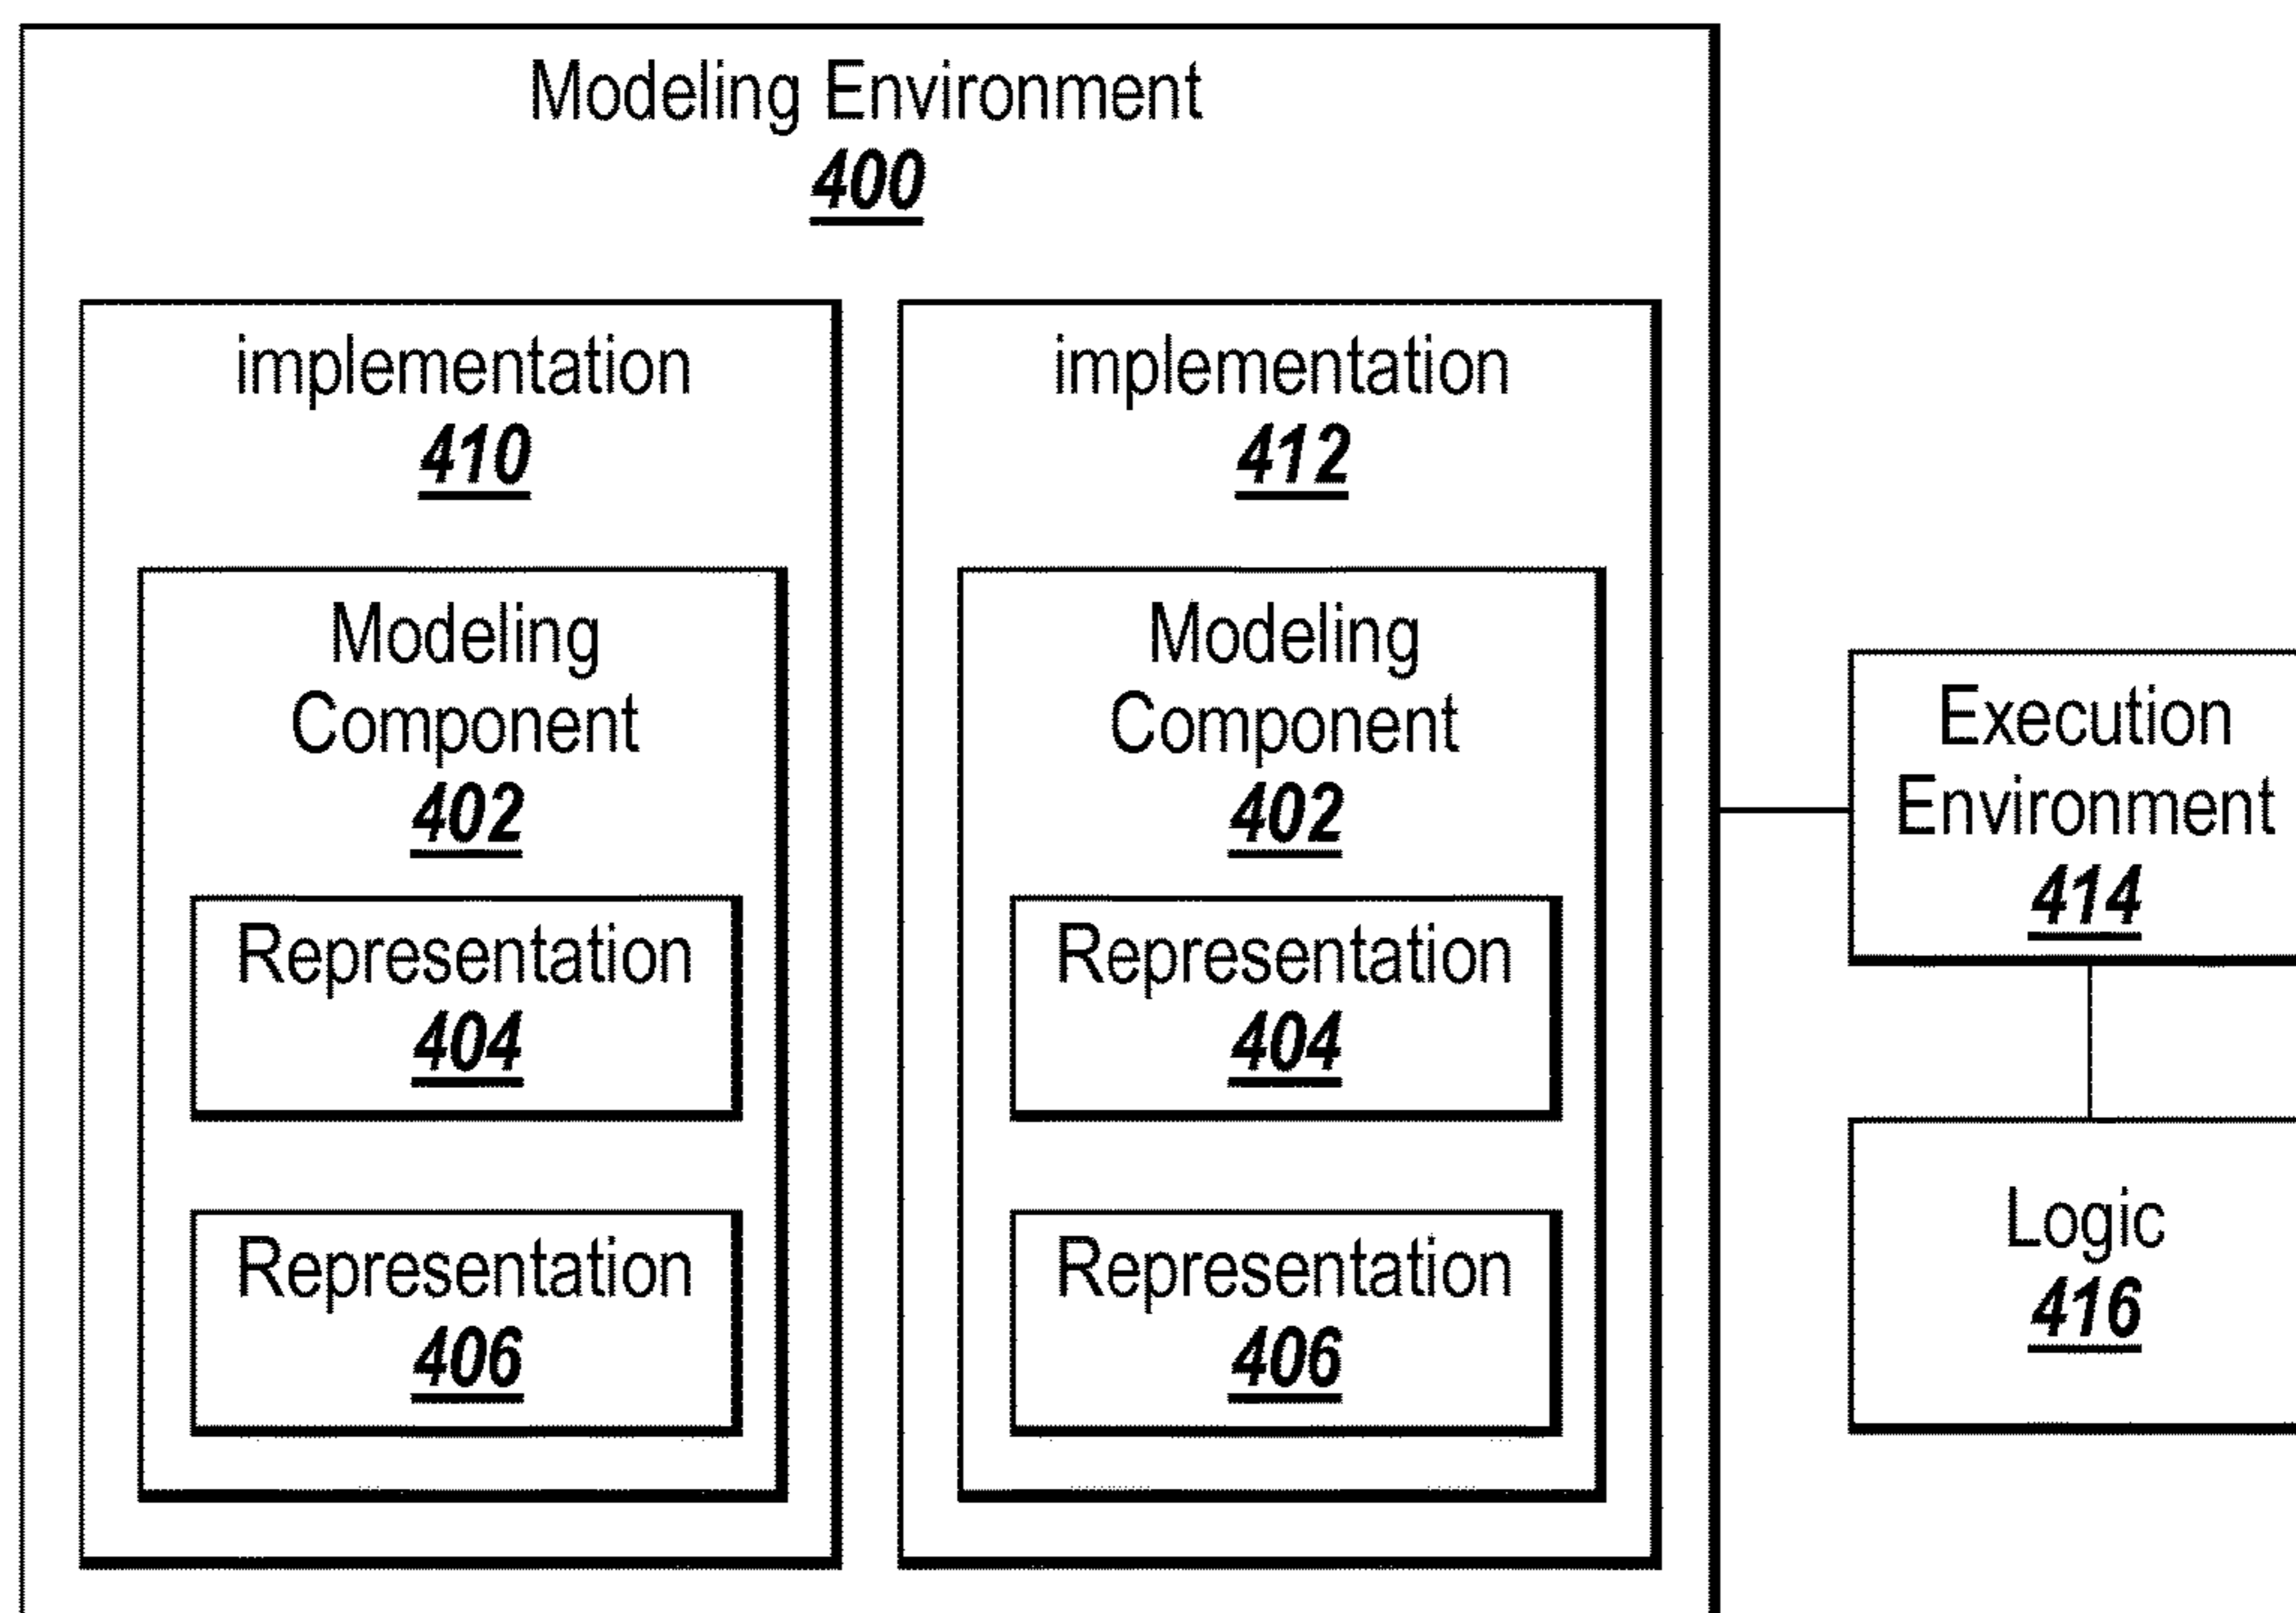 Modeling Environment
400
implementation
410
Modeling
Component
402
Representation
404
Representation
406
implementation
412
Modeling
Component
402
Representation
404
Representation
406
Execution
Environment
414
Logic
416